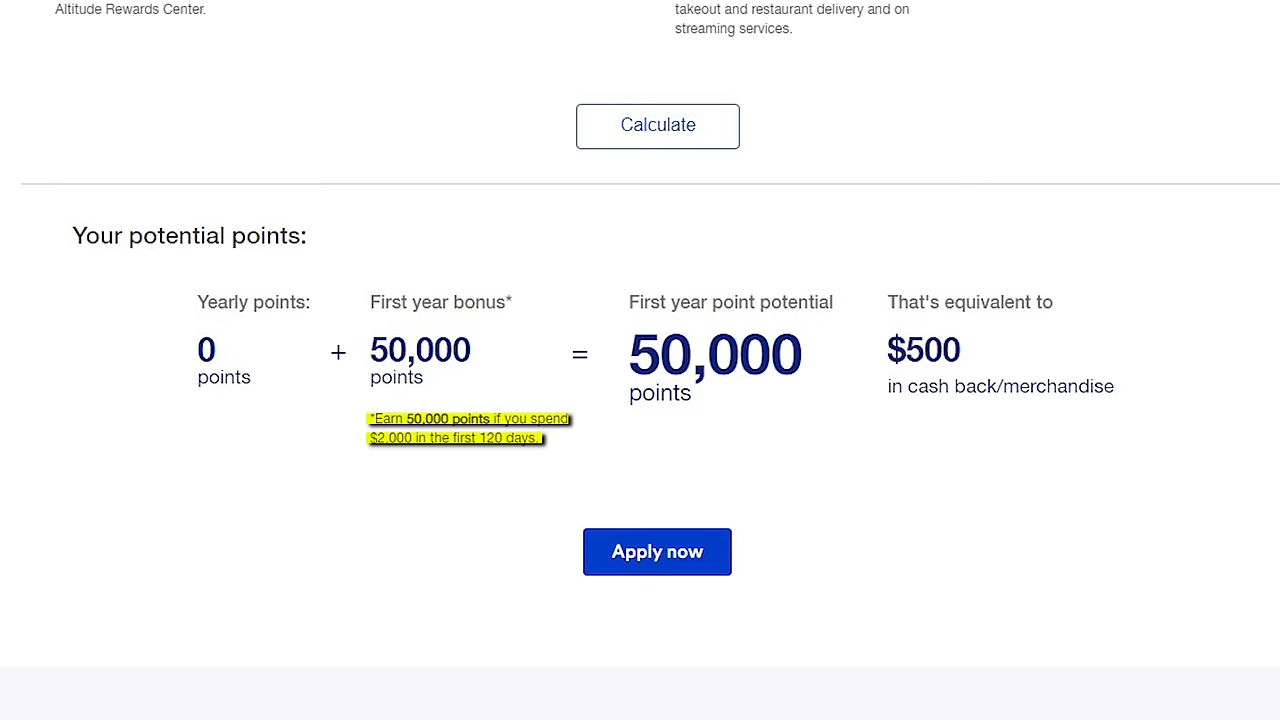 Altitude Rewards Center.
takeout and restaurant delivery and on
streaming services.
Calculate
Your potential points:
Yearly points:
0
points
+
First year bonus*
50,000
points
*Earn 50,000 points if you spend
$2,000 in the first 120 days.
=
First year point potential
50,000
points
That's equivalent to
$500
in cash back/merchandise
Apply now